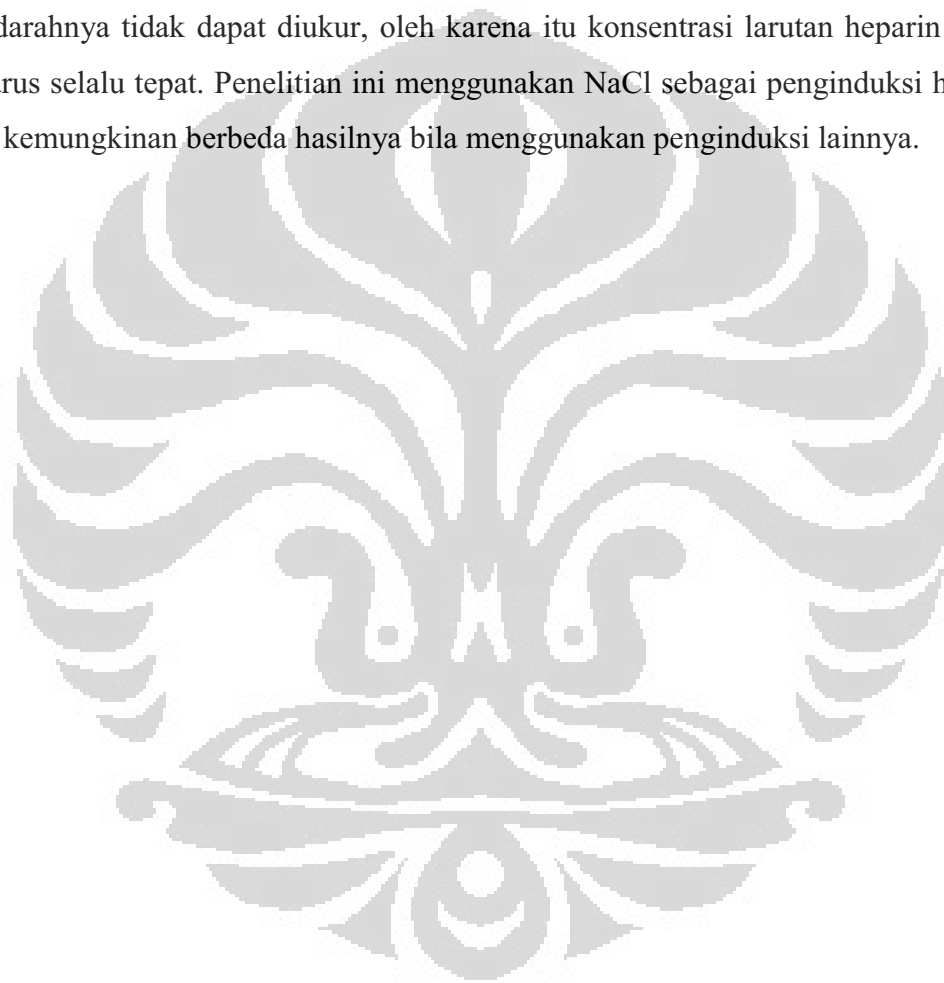 darahnya tidak dapat diukur, oleh karena itu konsentrasi larutan heparin
rus selalu tepat. Penelitian ini menggunakan NaCl sebagai penginduksi h
kemungkinan berbeda hasilnya bila menggunakan penginduksi lainnya.